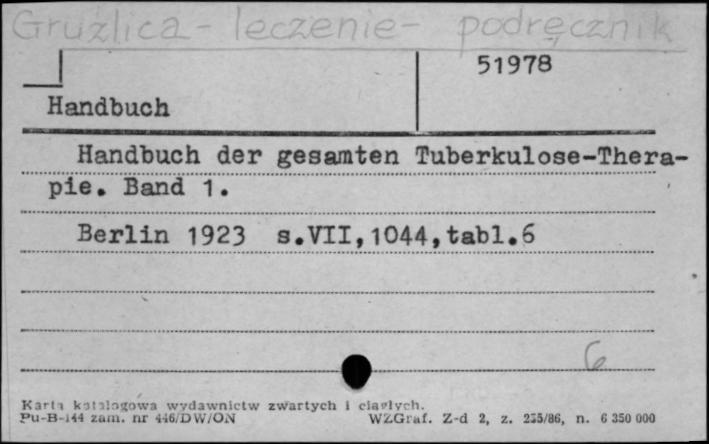 Gruźlica - leczenie - podręcznik
51978
Handbuch
Handbuch der gesamten Tuberkulose-Thera-
pie. Band 1.
Berlin 1923 s.VII,1044,tabl.6
6
Karta katalogowa wydawnictw zwartych i ciągłych.
Pu-B-144 zam. nr 446/DW/ON WZGraf. Z-d 2, z. 235/86, n. 6 350 000